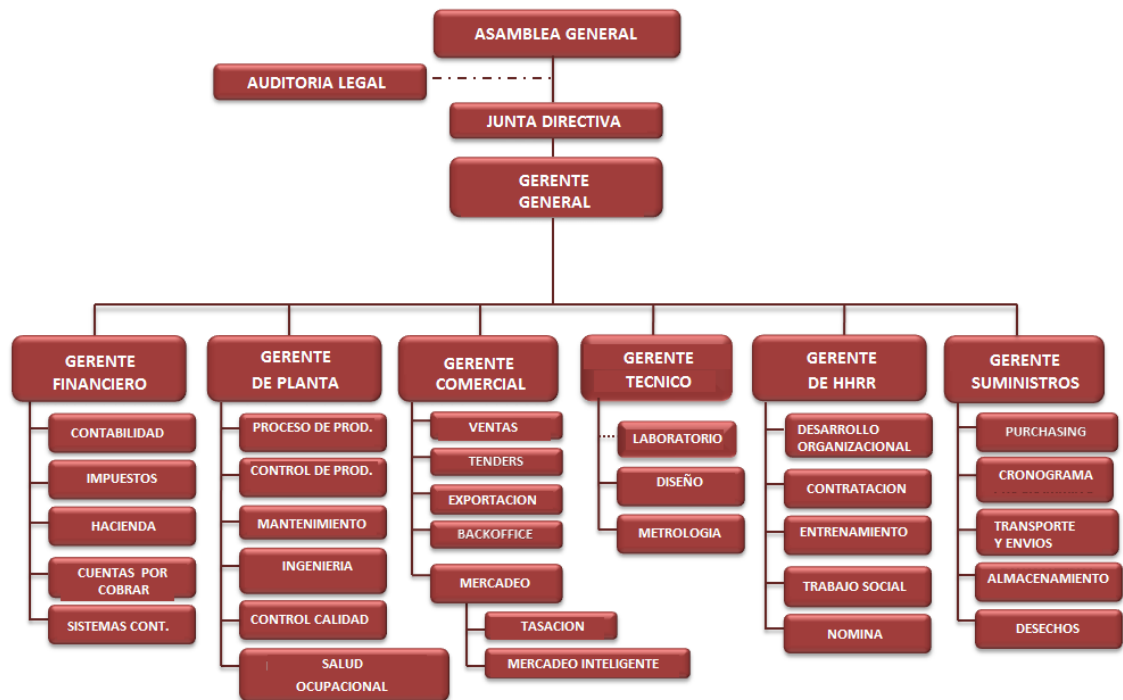 ASAMBLEA GENERAL
AUDITORIA LEGAL
JUNTA DIRECTIVA
GERENTE
GENERAL
GERENTE
FINANCIERO
CONTABILIDAD
IMPUESTOS
HACIENDA
CUENTAS POR
COBRAR
SISTEMAS CONT.
GERENTE
DE PLANTA
PROCESO DE PROD.
CONTROL DE PROD.
MANTENIMIENTO
INGENIERIA
CONTROL CALIDAD
SALUD
OCUPACIONAL
GERENTE
COMERCIAL
VENTAS
TENDERS
EXPORTACION
BACKOFFICE
MERCADEO
TASACION
MERCADEO INTELIGENTE
GERENTE
TECNICO
LABORATORIO
DISEÑO
METROLOGIA
GERENTE
DE HHRR
DESARROLLO
ORGANIZACIONAL
CONTRATACION
ENTRENAMIENTO
TRABAJO SOCIAL
NOMINA
GERENTE
SUMINISTROS
PURCHASING
CRONOGRAMA
TRANSPORTE
Y ENVIOS
ALMACENAMIENTO
DESECHOS